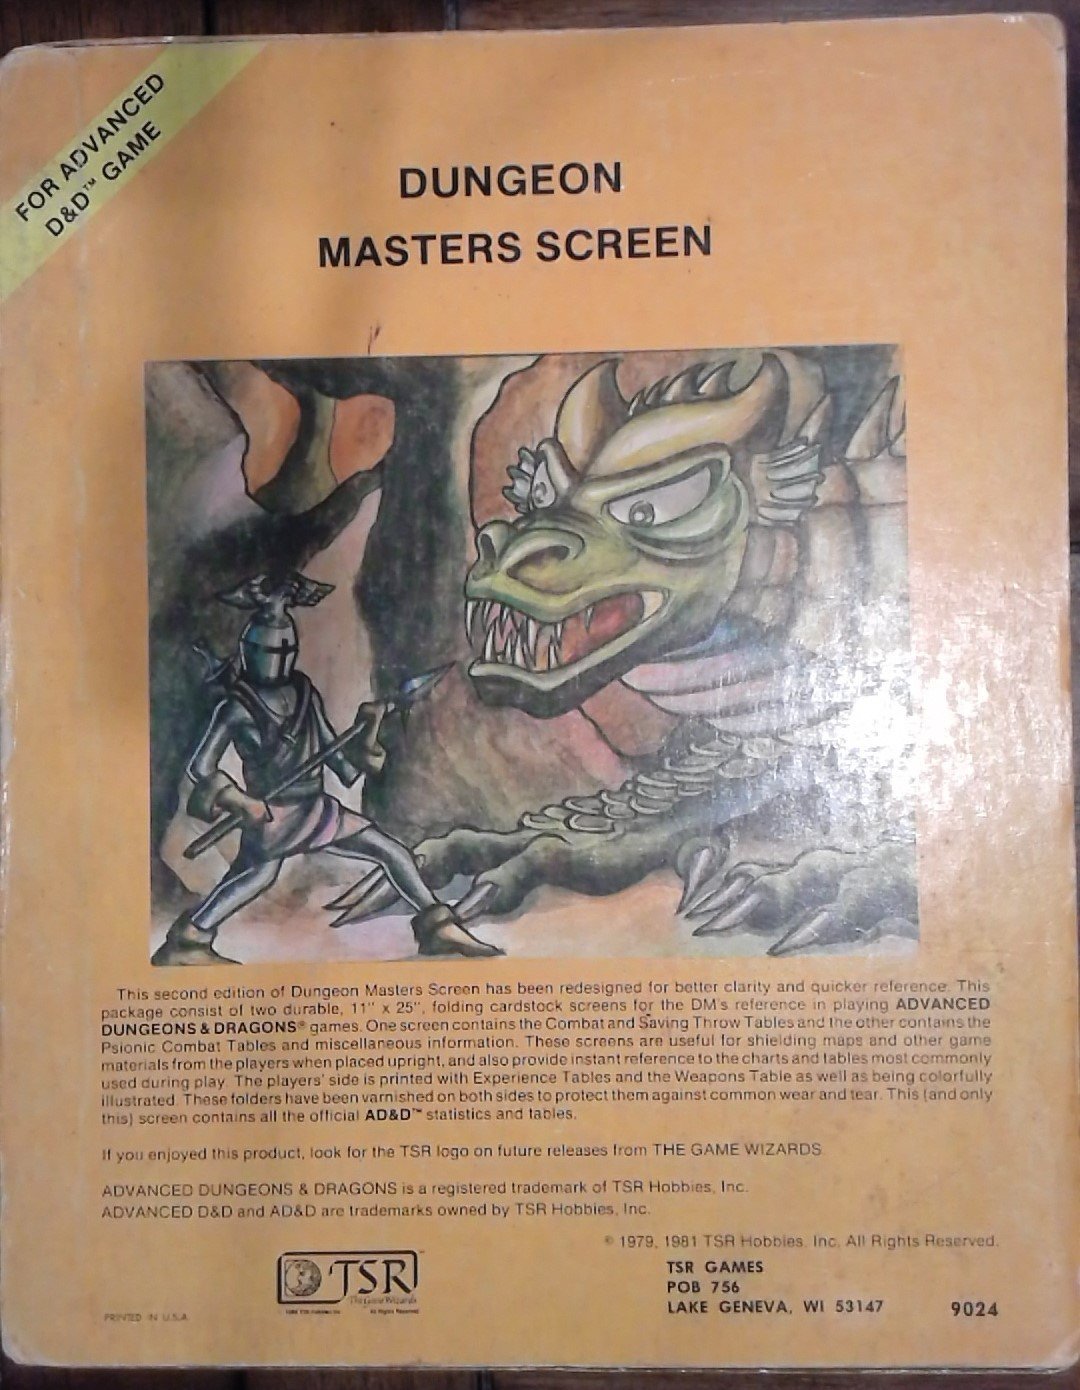 FOR ADVANCED
D&D™ GAME
DUNGEON
MASTERS SCREEN
This second edition of Dungeon Masters Screen has been redesigned for better clarity and quicker reference. This
package consist of two durable, 11" x 25", folding cardstock screens for the DM's reference in playing ADVANCED
DUNGEONS & DRAGONS® games. One screen contains the Combat and Saving Throw Tables and the other contains the
Psionic Combat Tables and miscellaneous information. These screens are useful for shielding maps and other game
materials from the players when placed upright, and also provide instant reference to the charts and tables most commonly
used during play. The players' side is printed with Experience Tables and the Weapons Table as well as being colorfully
illustrated. These folders have been varnished on both sides to protect them against common wear and tear. This (and only
this) screen contains all the official AD&D™ statistics and tables.
If you enjoyed this product, look for the TSR logo on future releases from THE GAME WIZARDS.
ADVANCED DUNGEONS & DRAGONS is a registered trademark of TSR Hobbies, Inc.
ADVANCED D&D and AD&D are trademarks owned by TSR Hobbies, Inc.
© 1979, 1981 TSR Hobbies, Inc. All Rights Reserved.
TSR™
The Game Wizards
TSR GAMES
POB 756
LAKE GENEVA, WI 53147
9024
PRINTED IN U.S.A.